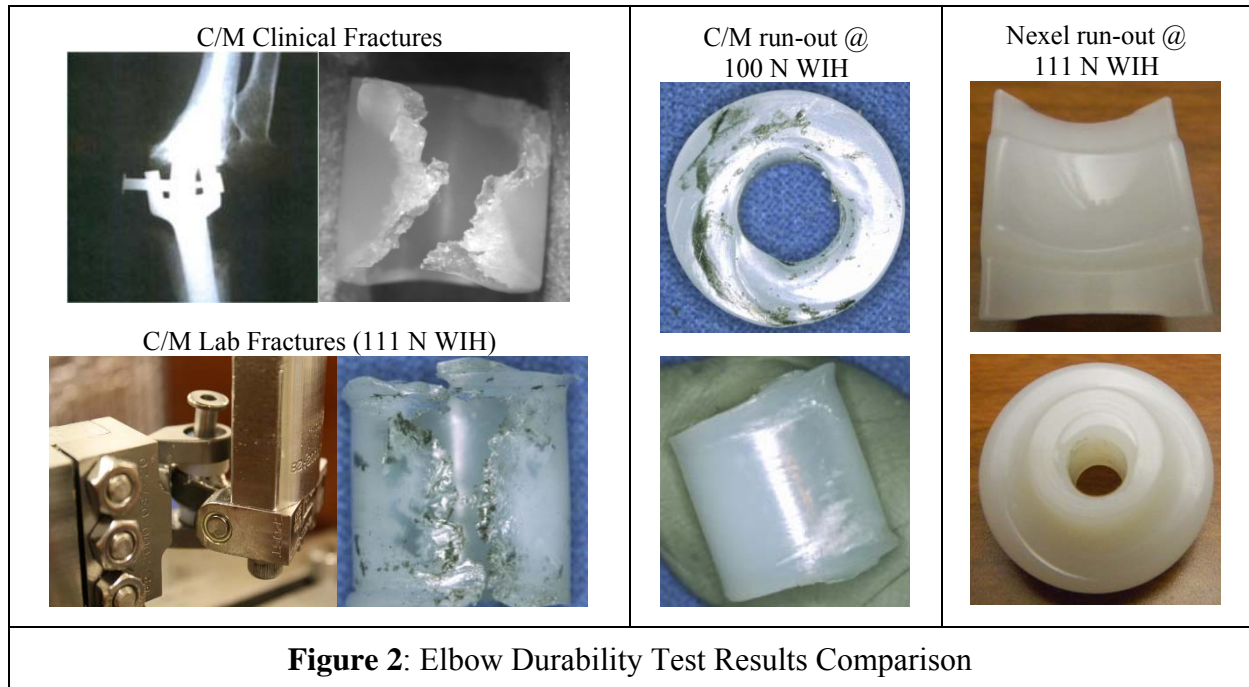 C/M Clinical Fractures
C/M Lab Fractures (111 N WIH)
C/M run-out @
100 N WIH
Nexel run-out @
111 N WIH
Figure 2: Elbow Durability Test Results Comparison